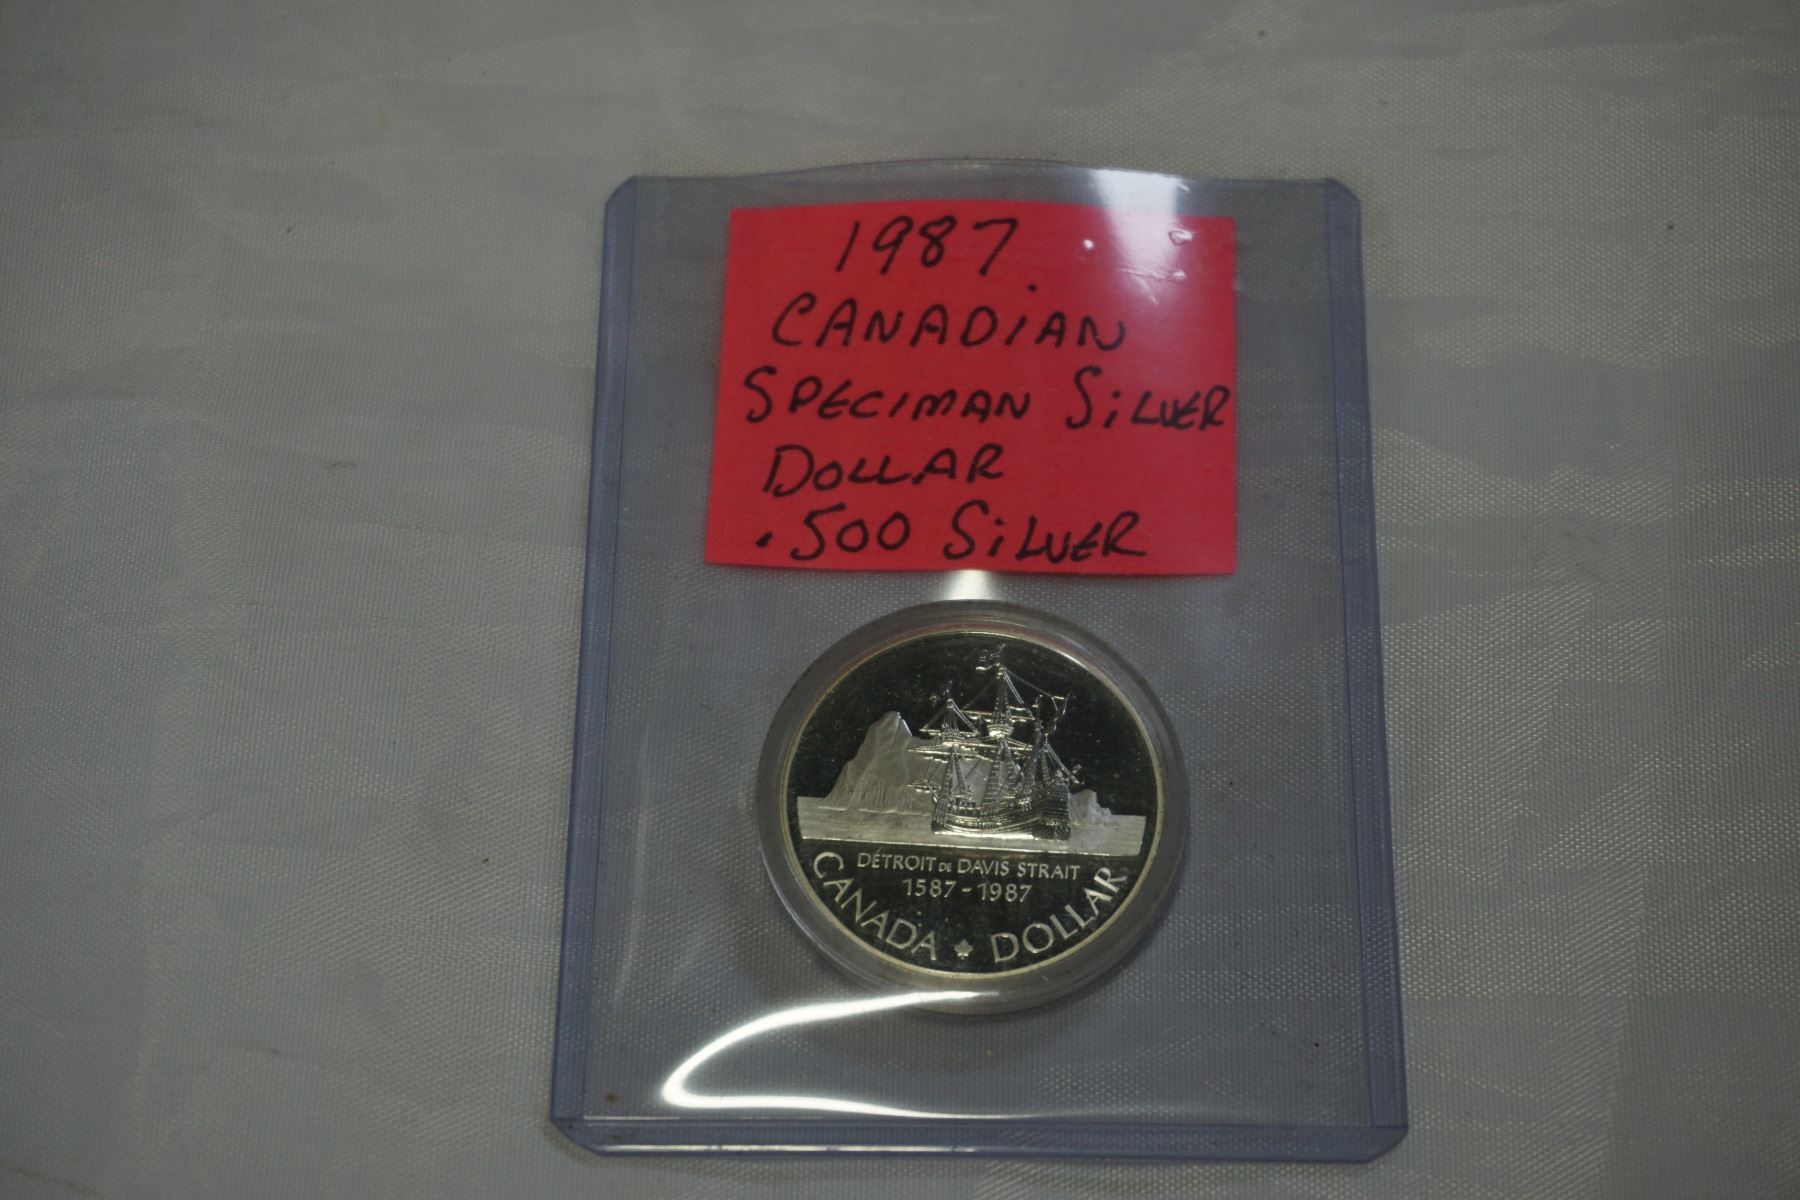 1987
CANADiAN
SPECIMAN SiLVER
DOLLAR
.500 SiLVER
DÉTROIT DE DAVIS STRAIT
1587-1987
CANADA DOLLAR